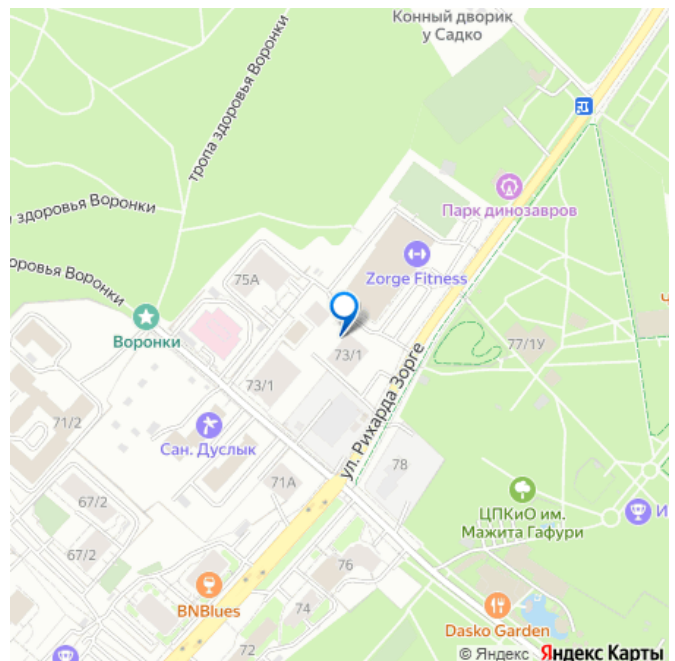 Конный дворик
у Садко
тропа здоровья Воронки
Парк динозавров
здоровья Воронки
Zorge Fitness
75А
Воронки
77/1У
73/1
73/1
ул. Рихарда Зорге
71/2
Сан. Дуслык
78
71А
67/2
ЦПКиО им.
Мажита Гафури
67/2
76
BNBlues
74
Dasko Garden
72
© Яндекс Яндекс Карты